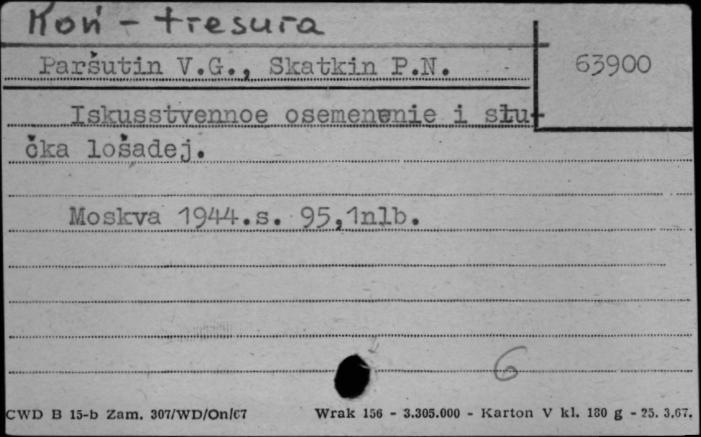 Koń - tresura
Paršutin V.G., Skatkin P.N.
63900
Iskusstvennoe osemenenie i słu-
čka lošadej.
Moskva 1944.s. 95,1nlb.
6
CWD B 15-b Zam. 307/WD/On/67
Wrak 156 - 3.305.000 - Karton V kl. 180 g - 25. 3.67.